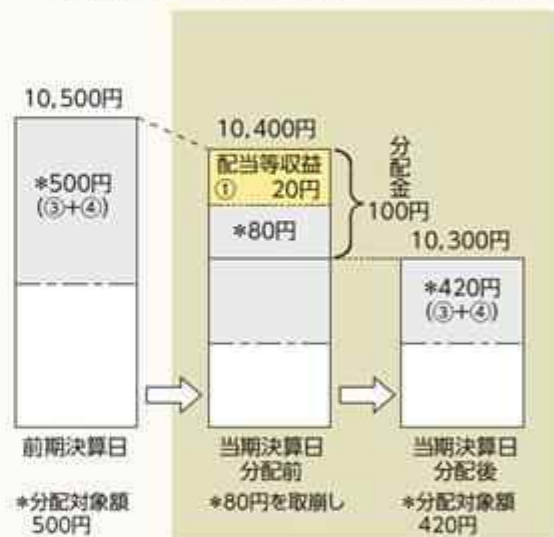 10,500円
*500円
(③+④)
前期決算日
*分配対象額
500円
10,400円
配当等収益
① 20円
*80円
分配金
100円
当期決算日
分配前
*80円を取崩し
10,300円
*420円
(③+④)
当期決算日
分配後
*分配対象額
420円